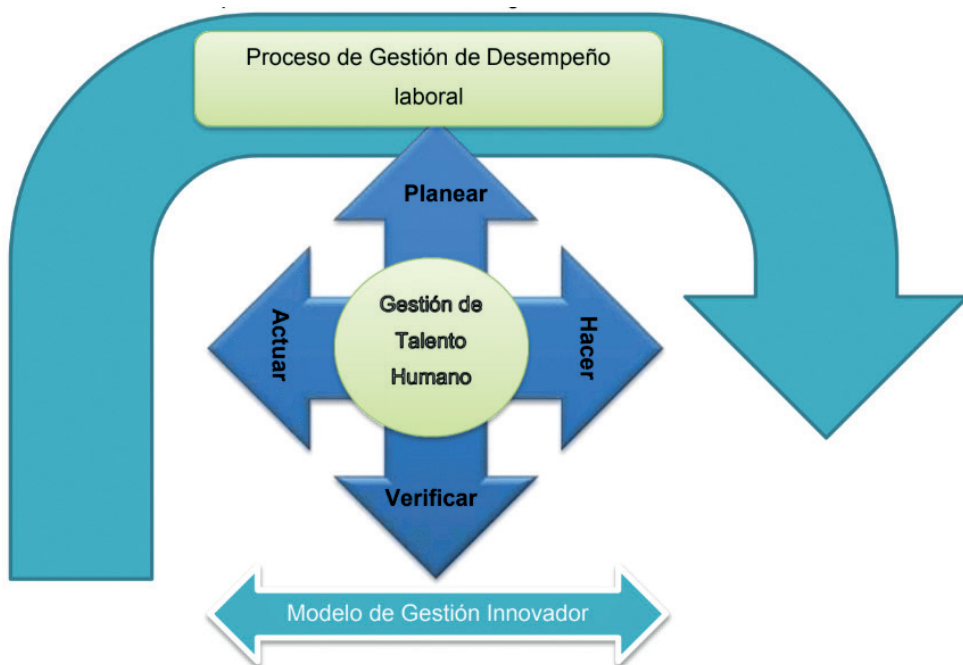 Proceso de Gestión de Desempeño
laboral
Planear
Actuar
Gestión de
Talento
Humano
Hacer
Verificar
Modelo de Gestión Innovador